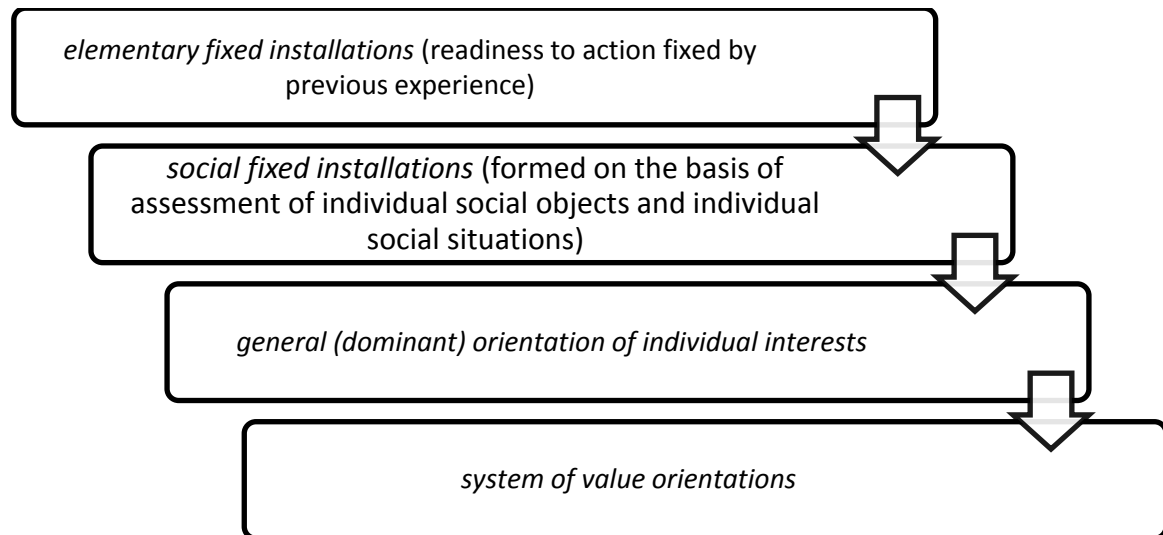 elementary fixed installations (readiness to action fixed by
previous experience)
social fixed installations (formed on the basis of
assessment of individual social objects and individual
social situations)
general (dominant) orientation of individual interests
system of value orientations